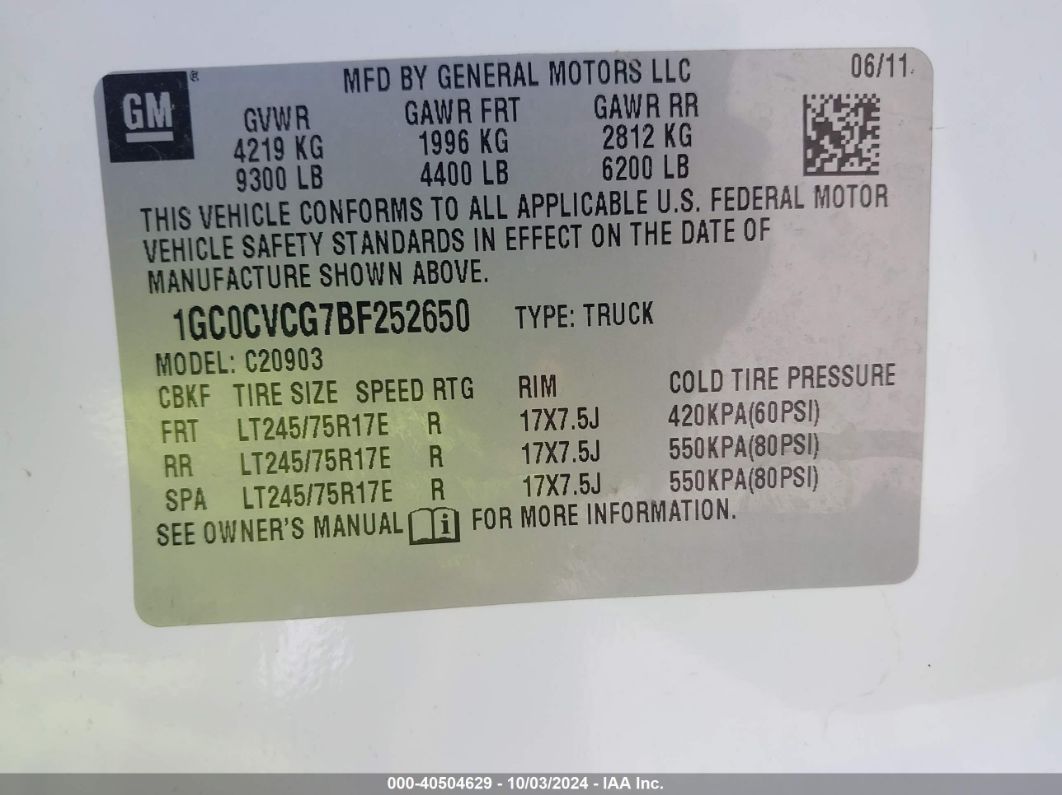 GM ® MFD BY GENERAL MOTORS LLC 06/11
GVWR GAWR FRT GAWR RR
4219 KG 1996 KG 2812 KG
9300 LB 4400 LB 6200 LB
THIS VEHICLE CONFORMS TO ALL APPLICABLE U.S. FEDERAL MOTOR
VEHICLE SAFETY STANDARDS IN EFFECT ON THE DATE OF
MANUFACTURE SHOWN ABOVE.
1GC0CVCG7BF252650 TYPE: TRUCK
MODEL: C20903
CBKF TIRE SIZE SPEED RTG RIM COLD TIRE PRESSURE
FRT LT245/75R17E R 17X7.5J 420KPA(60PSI)
RR LT245/75R17E R 17X7.5J 550KPA(80PSI)
SPA LT245/75R17E R 17X7.5J 550KPA(80PSI)
SEE OWNER'S MANUAL i FOR MORE INFORMATION.
000-40504629 - 10/03/2024 - IAA Inc.